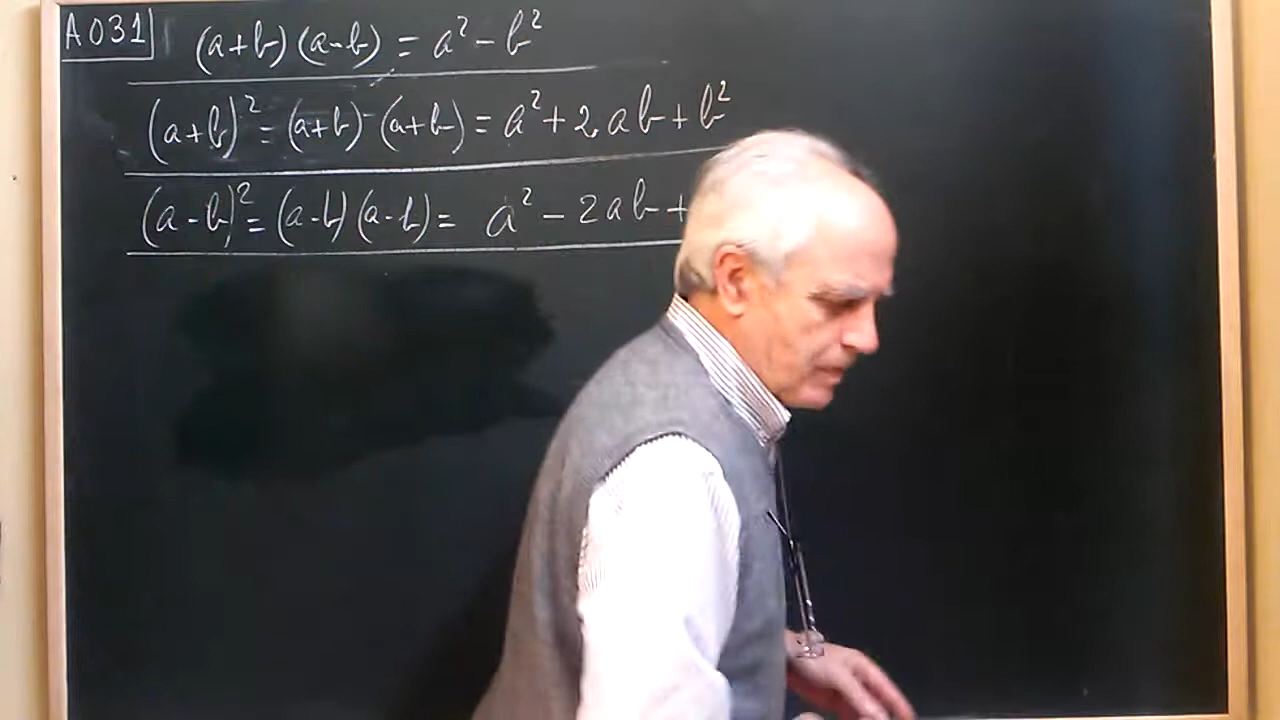 A031
(a+b)(a-b) = a² - b²
(a+b)² = (a+b)·(a+b) = a² + 2ab + b²
(a-b)² = (a-b)(a-b) = a² - 2ab +